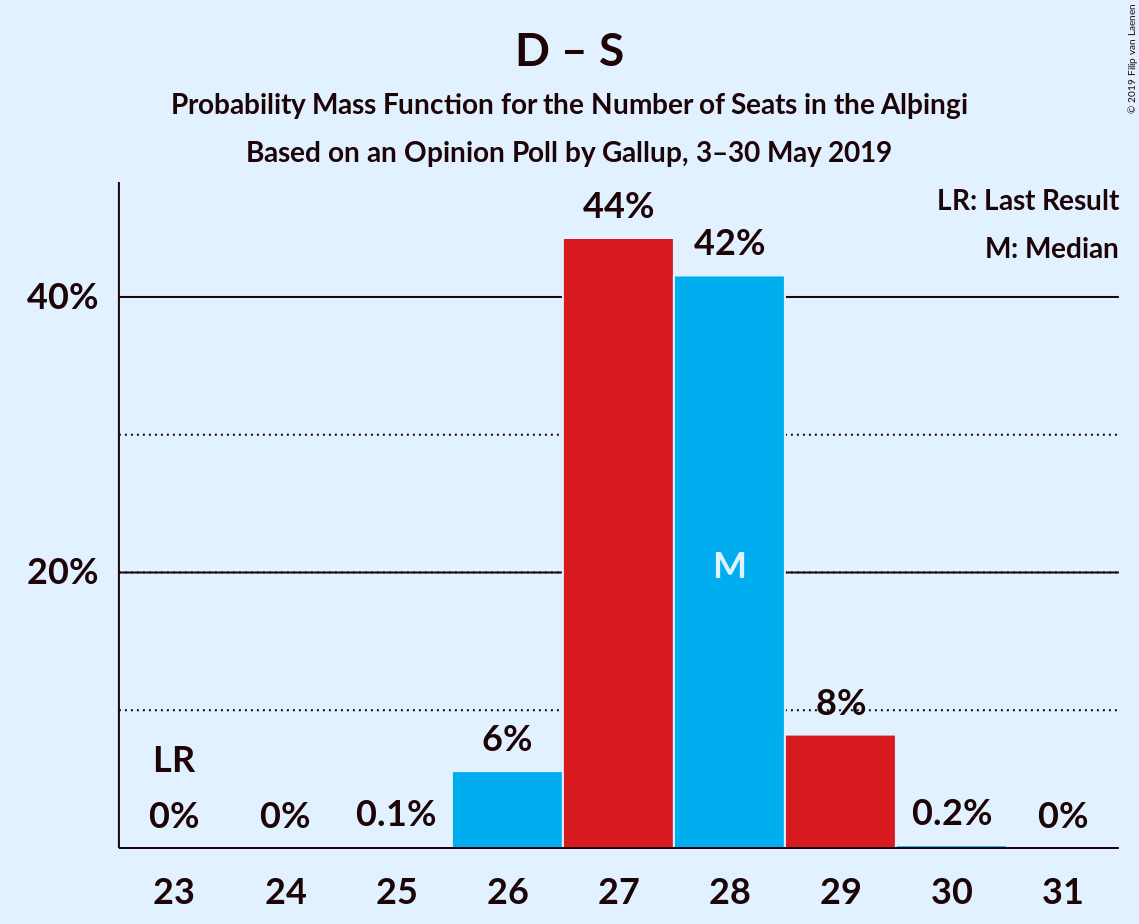 D – S
Probability Mass Function for the Number of Seats in the Alþingi
Based on an Opinion Poll by Gallup, 3–30 May 2019
© 2019 Filip van Laenen
LR: Last Result
M: Median
44%
42%
40%
20%
M
8%
6%
LR
0%
0%
0.1%
0.2%
0%
23
24
25
26
27
28
29
30
31